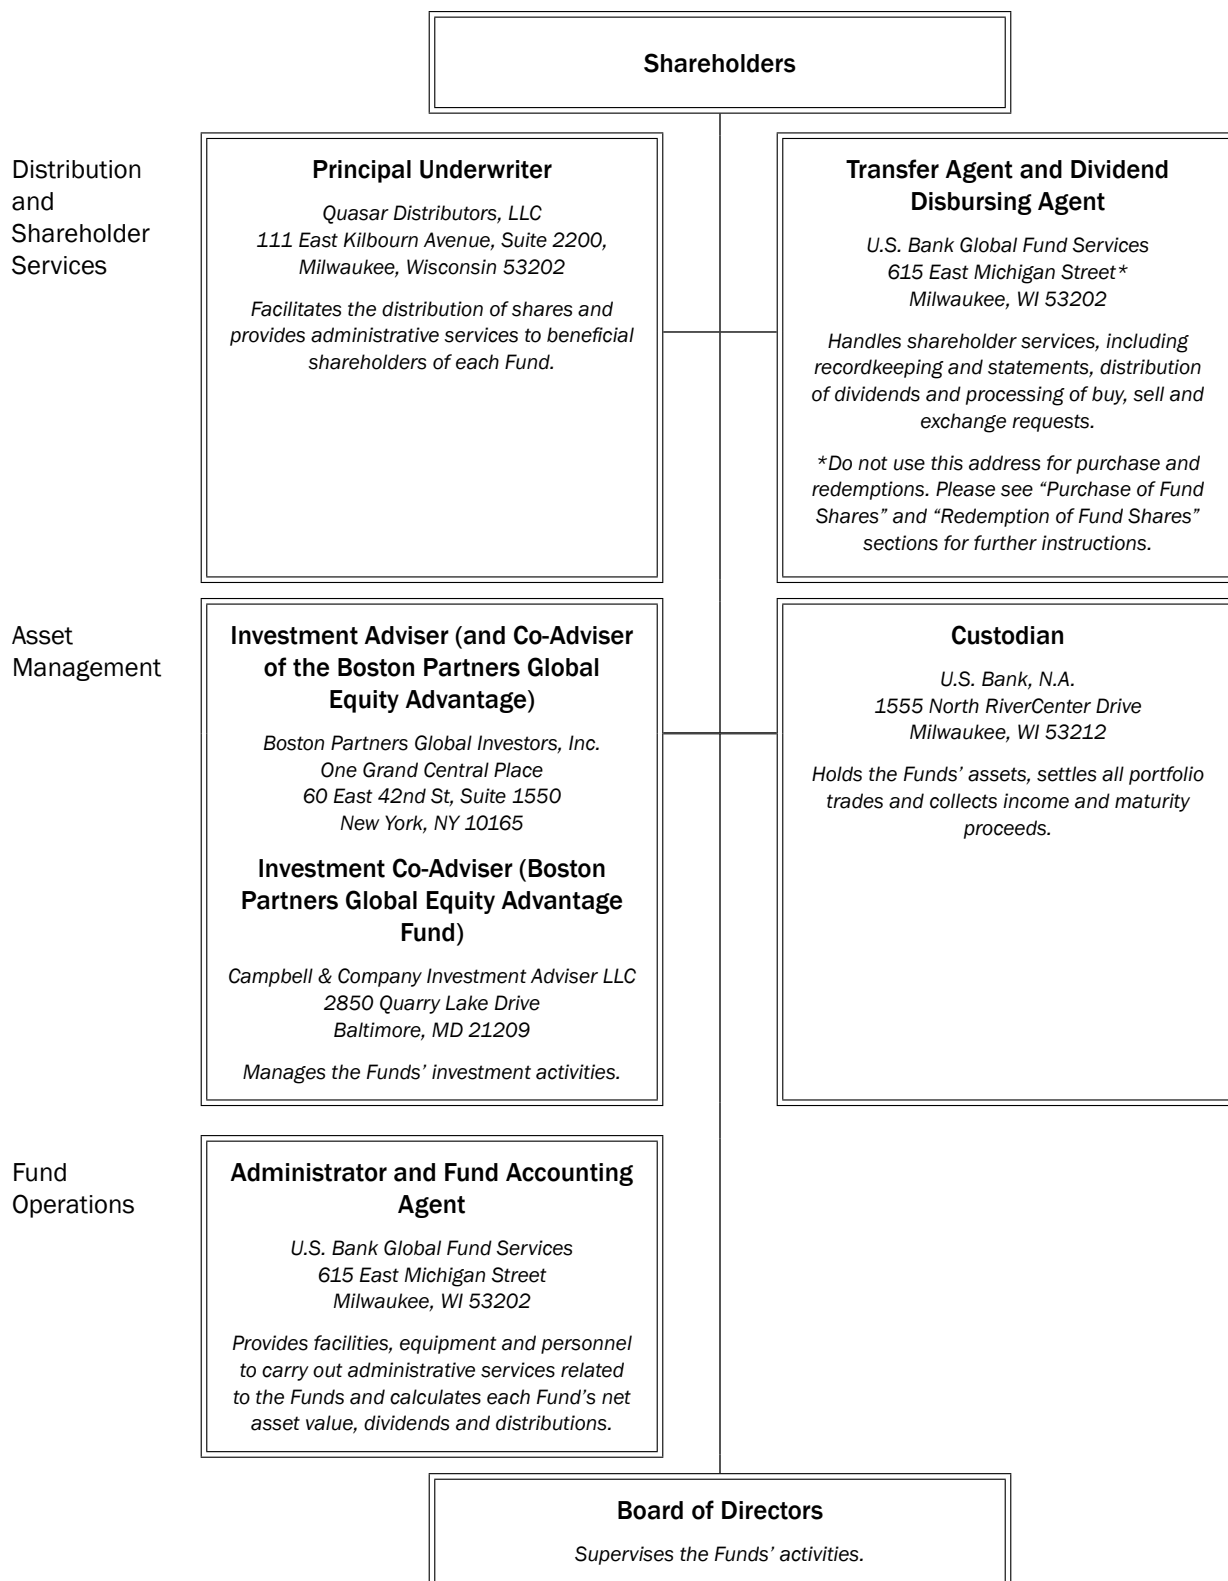 Shareholders
Distribution
and
Shareholder
Services
Principal Underwriter
Quasar Distributors, LLC
111 East Kilbourn Avenue, Suite 2200,
Milwaukee, Wisconsin 53202
Facilitates the distribution of shares and
provides administrative services to beneficial
shareholders of each Fund.
Transfer Agent and Dividend
Disbursing Agent
U.S. Bank Global Fund Services
615 East Michigan Street*
Milwaukee, WI 53202
Handles shareholder services, including
recordkeeping and statements, distribution
of dividends and processing of buy, sell and
exchange requests.
*Do not use this address for purchase and
redemptions. Please see “Purchase of Fund
Shares” and “Redemption of Fund Shares”
sections for further instructions.
Asset
Management
Investment Adviser (and Co-Adviser
of the Boston Partners Global
Equity Advantage)
Boston Partners Global Investors, Inc.
One Grand Central Place
60 East 42nd St, Suite 1550
New York, NY 10165
Investment Co-Adviser (Boston
Partners Global Equity Advantage
Fund)
Campbell & Company Investment Adviser LLC
2850 Quarry Lake Drive
Baltimore, MD 21209
Manages the Funds’ investment activities.
Custodian
U.S. Bank, N.A.
1555 North RiverCenter Drive
Milwaukee, WI 53212
Holds the Funds’ assets, settles all portfolio
trades and collects income and maturity
proceeds.
Fund
Operations
Administrator and Fund Accounting
Agent
U.S. Bank Global Fund Services
615 East Michigan Street
Milwaukee, WI 53202
Provides facilities, equipment and personnel
to carry out administrative services related
to the Funds and calculates each Fund’s net
asset value, dividends and distributions.
Board of Directors
Supervises the Funds’ activities.